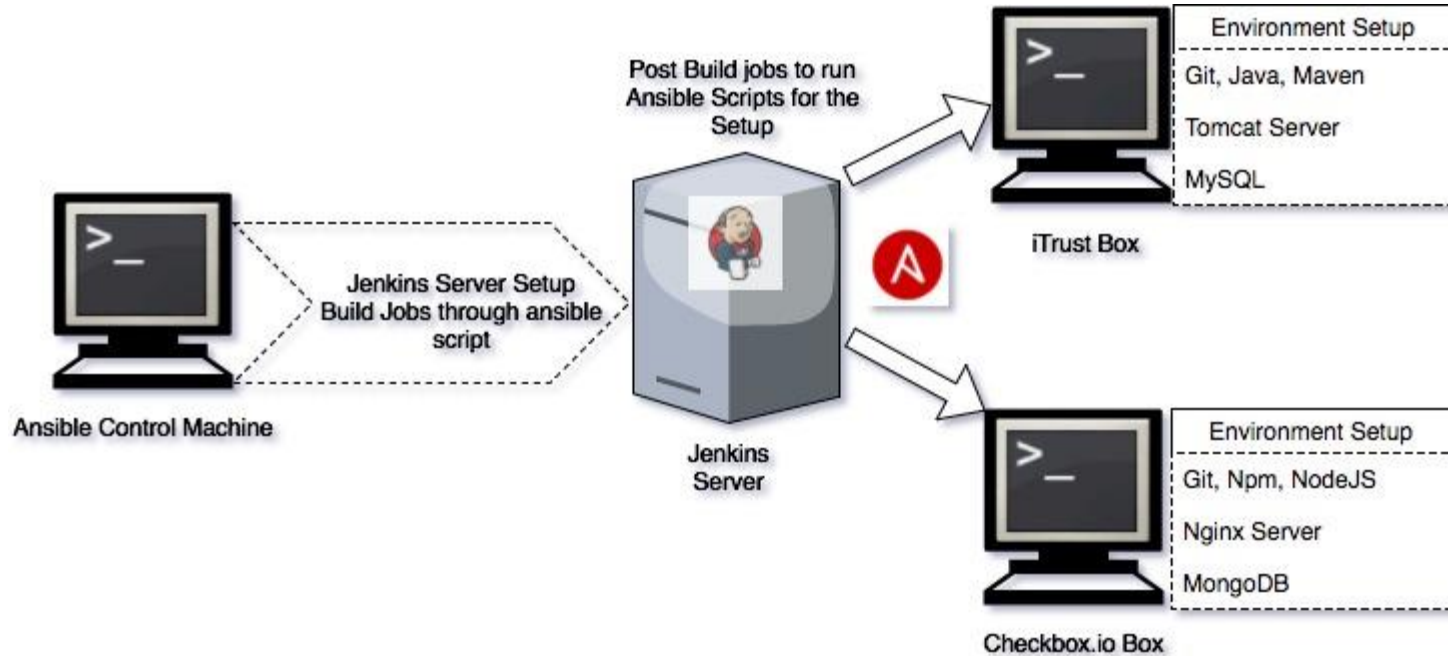 Post Build jobs to run
Ansible Scripts for the
Setup
>_
Jenkins Server Setup
Build Jobs through ansible
script
Ansible Control Machine
Jenkins
Server
>_
iTrust Box
Environment Setup
Git, Java, Maven
Tomcat Server
MySQL
>_
Checkbox.io Box
Environment Setup
Git, Npm, NodeJS
Nginx Server
MongoDB